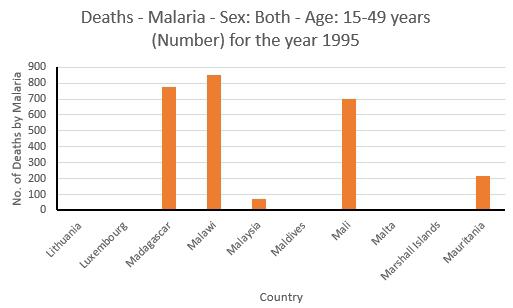 Deaths - Malaria - Sex: Both - Age: 15-49 years
(Number) for the year 1995
No. of Deaths by Malaria
900
800
700
600
500
400
300
200
100
0
Lithuania
Luxembourg
Madagascar
Malawi
Malaysia
Maldives
Mali
Malta
Marshall Islands
Mauritania
Country